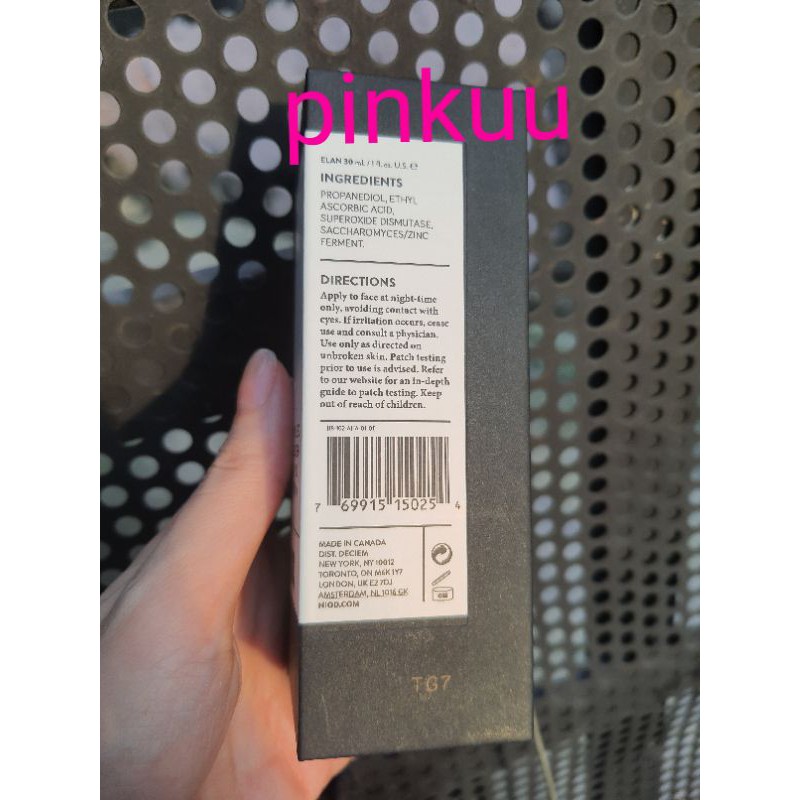 pinkuu
ELAN 30 mL / 1 fl. oz. U.S. ℮
INGREDIENTS
PROPANEDIOL, ETHYL
ASCORBIC ACID,
SUPEROXIDE DISMUTASE,
SACCHAROMYCES/ZINC
FERMENT.
DIRECTIONS
Apply to face at night-time
only, avoiding contact with
eyes. If irritation occurs, cease
use and consult a physician.
Use only as directed on
unbroken skin. Patch testing
prior to use is advised. Refer
to our website for an in-depth
guide to patch testing. Keep
out of reach of children.
7 69915 15025 4
MADE IN CANADA
DIST. DECIEM
NEW YORK, NY 10012
TORONTO, ON M6K 1Y7
LONDON, UK E2 7DJ
AMSTERDAM, NL 1016 GK
NIOD.COM
TG7